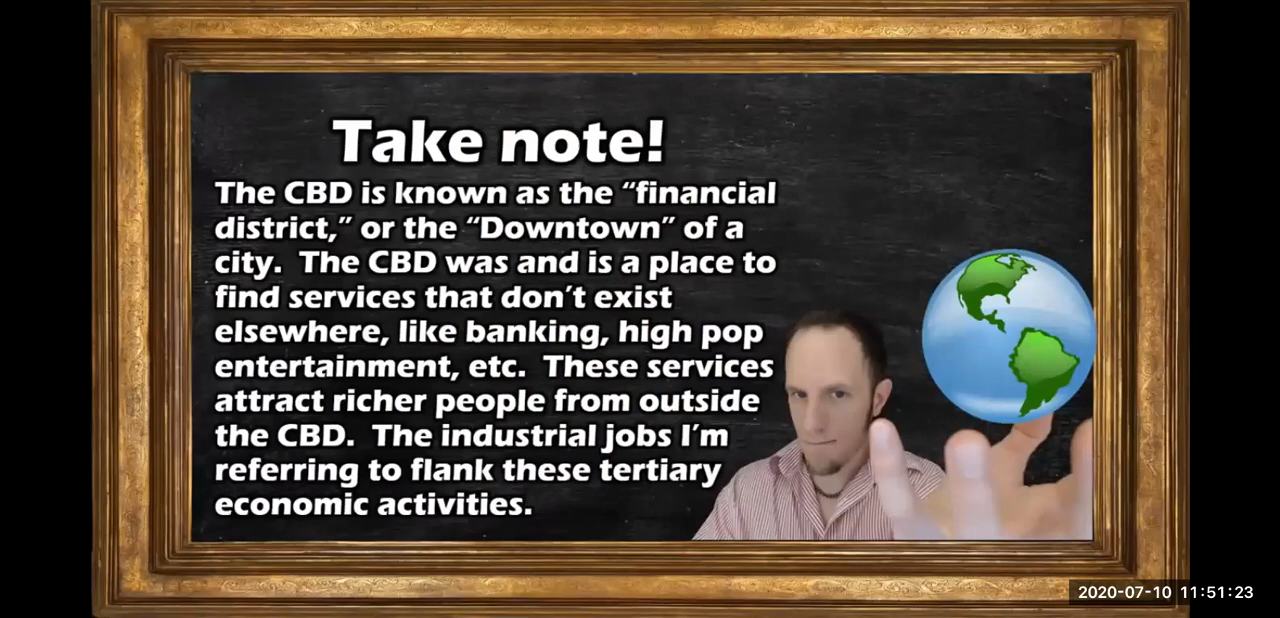 Take note!
The CBD is known as the “financial
district,” or the “Downtown” of a
city.  The CBD was and is a place to
find services that don’t exist
elsewhere, like banking, high pop
entertainment, etc.  These services
attract richer people from outside
the CBD.  The industrial jobs I’m
referring to flank these tertiary
economic activities.
2020-07-10 11:51:23